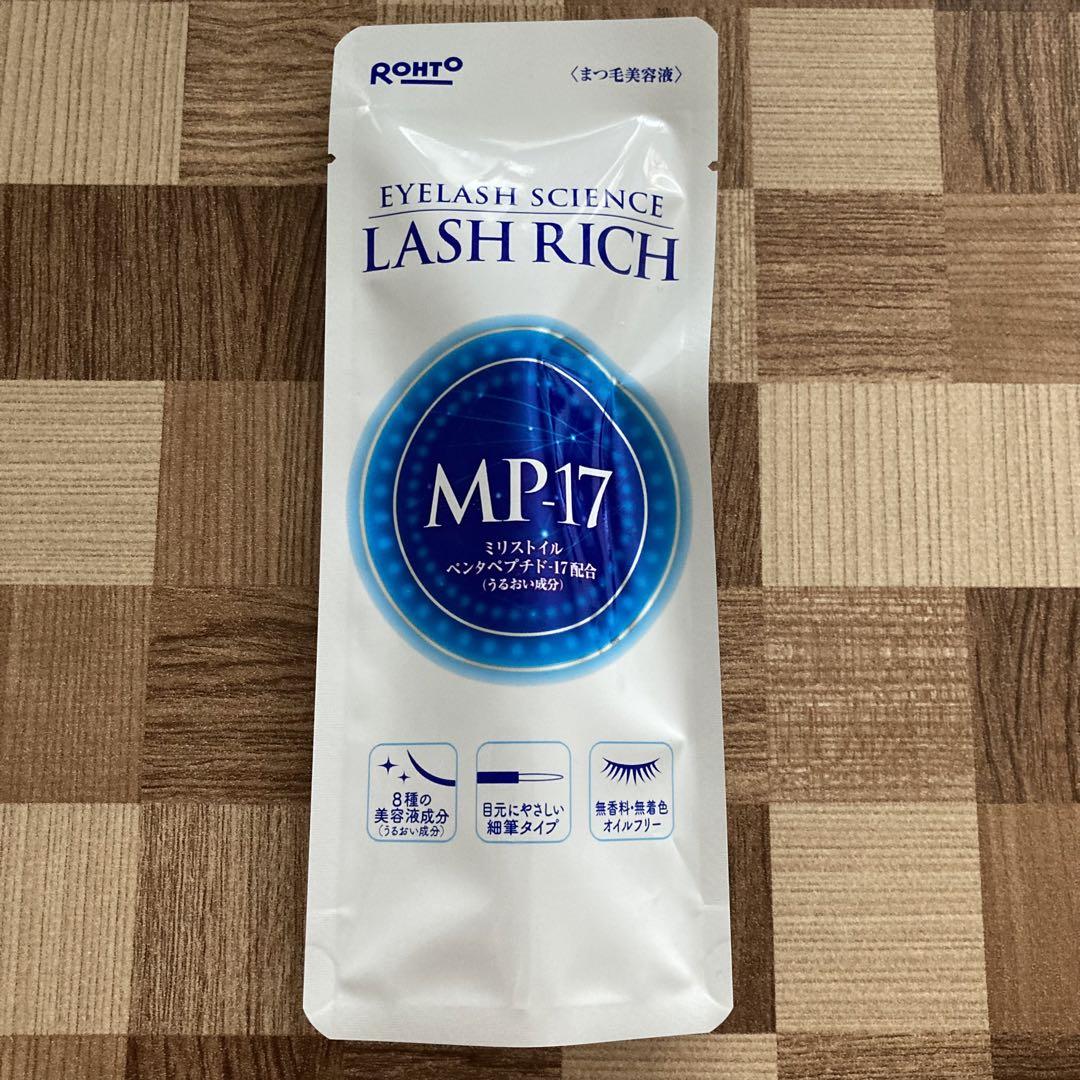 ROHTO
〈まつ毛美容液〉
EYELASH SCIENCE
LASH RICH
MP-17
ミリストイル
ペンタペプチド-17配合
(うるおい成分)
8種の
美容液成分
(うるおい成分)
目元にやさしい
細筆タイプ
無香料・無着色
オイルフリー